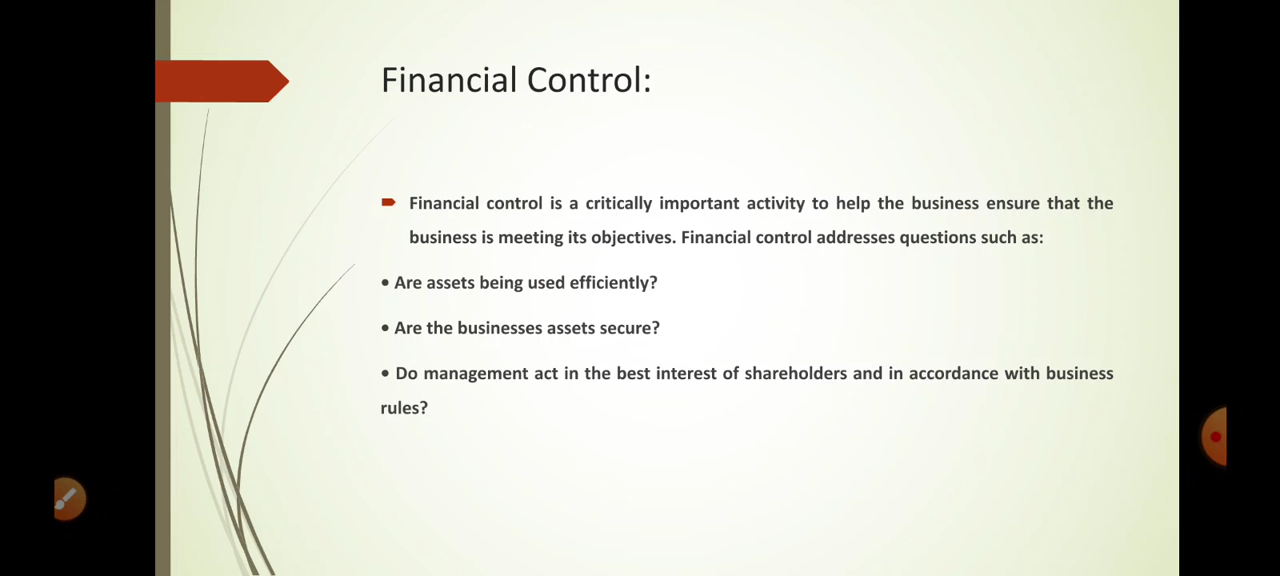 Financial Control:
Financial control is a critically important activity to help the business ensure that the
business is meeting its objectives. Financial control addresses questions such as:
• Are assets being used efficiently?
• Are the businesses assets secure?
• Do management act in the best interest of shareholders and in accordance with business
rules?